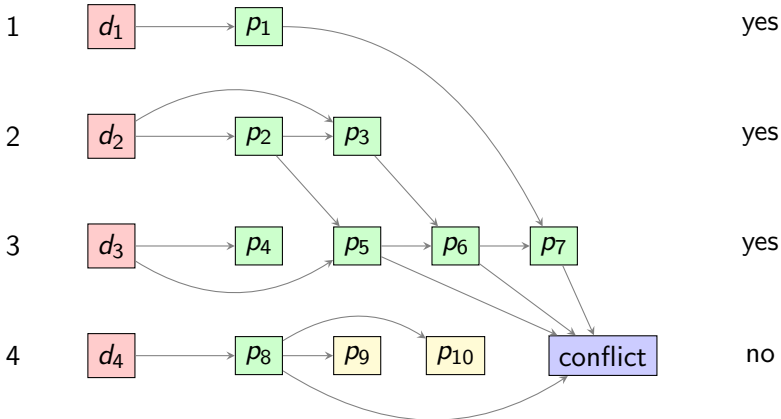 1 d₁ p₁ yes
2 d₂ p₂ p₃ yes
3 d₃ p₄ p₅ p₆ p₇ yes
4 d₄ p₈ p₉ p₁₀ conflict no